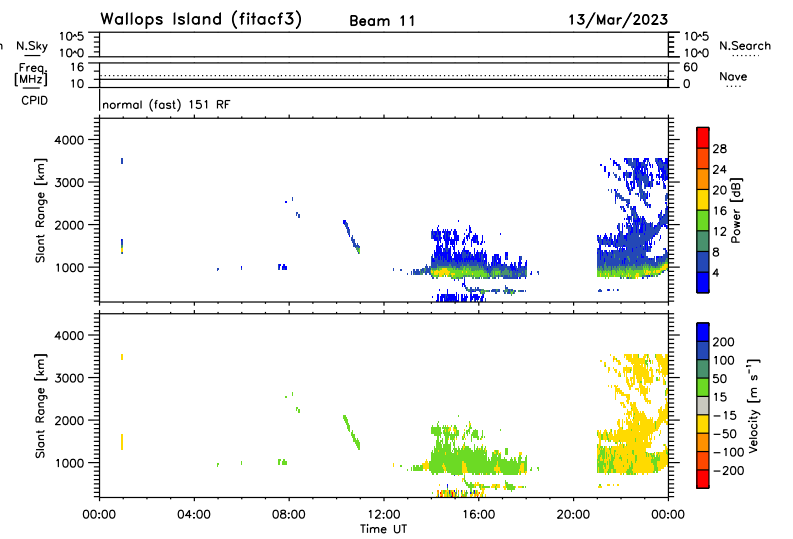 Wallops Island (fitacf3) Beam 11 13/Mar/2023
N.Sky 10^5 10^0 10^5 10^0 N.Search
Freq. [MHz] 16 10 60 0 Nave
CPID normal (fast) 151 RF
Slant Range [km]
4000
3000
2000
1000
28
24
20
16
12
8
4
Power [dB]
Slant Range [km]
4000
3000
2000
1000
200
100
50
15
−15
−50
−100
−200
Velocity [m s⁻¹]
00:00 04:00 08:00 12:00 16:00 20:00 00:00
Time UT